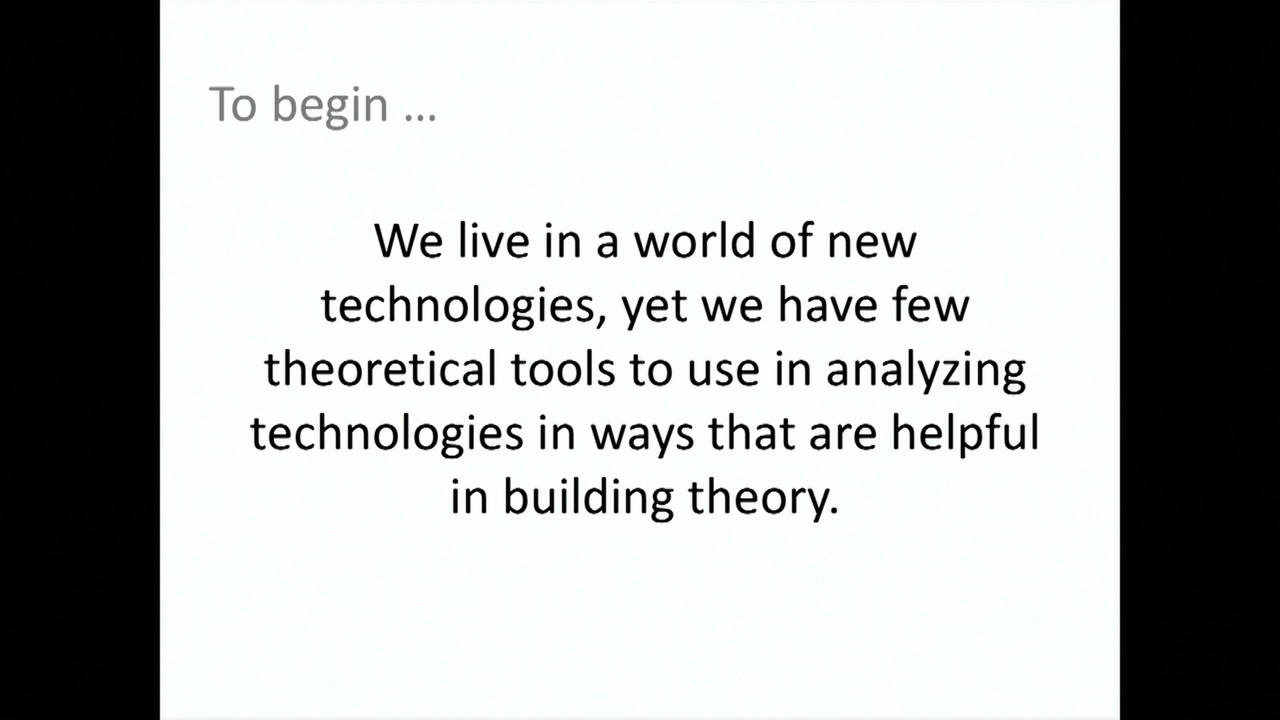 To begin ...
We live in a world of new
technologies, yet we have few
theoretical tools to use in analyzing
technologies in ways that are helpful
in building theory.